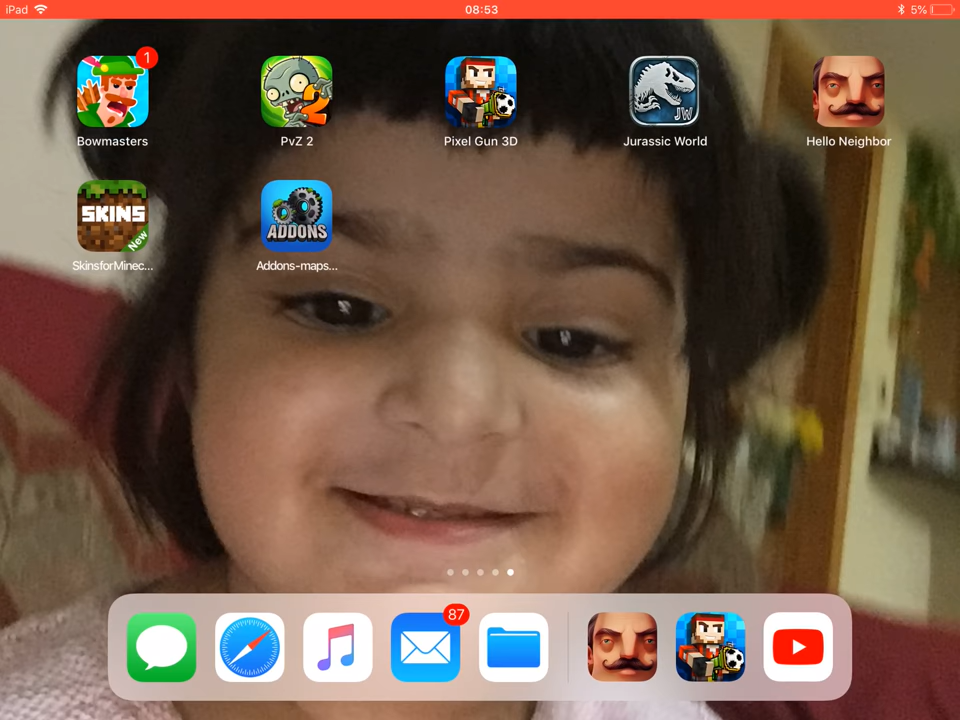 iPad 08:53 5%
1
Bowmasters PvZ 2 Pixel Gun 3D JW Jurassic World Hello Neighbor
2
SKINS New ADDONS
SkinsforMinec... Addons-maps...
87